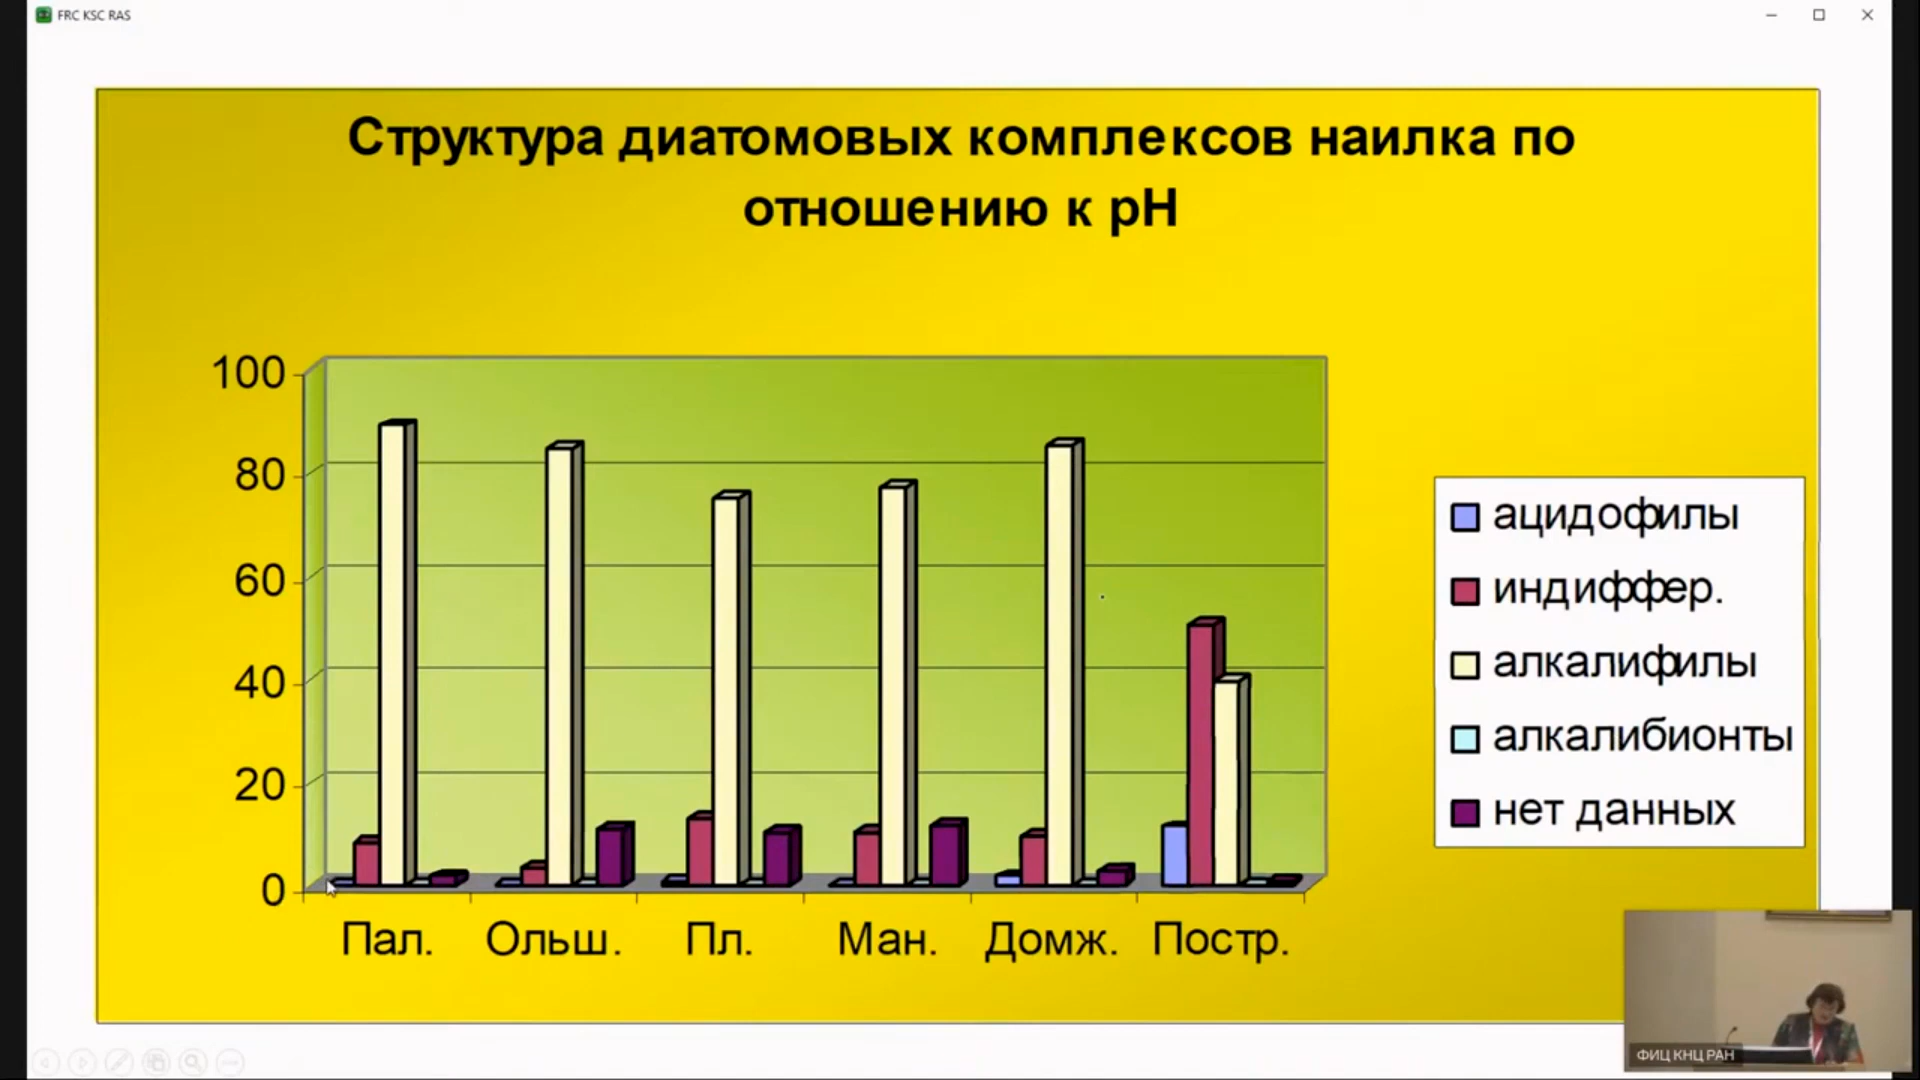 FRC KSC RAS
Структура диатомовых комплексов наилка по
отношению к pH
100
80
60
40
20
0
Пал. Ольш. Пл. Ман. Домж. Постр.
ацидофилы
индиффер.
алкалифилы
алкалибионты
нет данных
ФИЦ КНЦ РАН